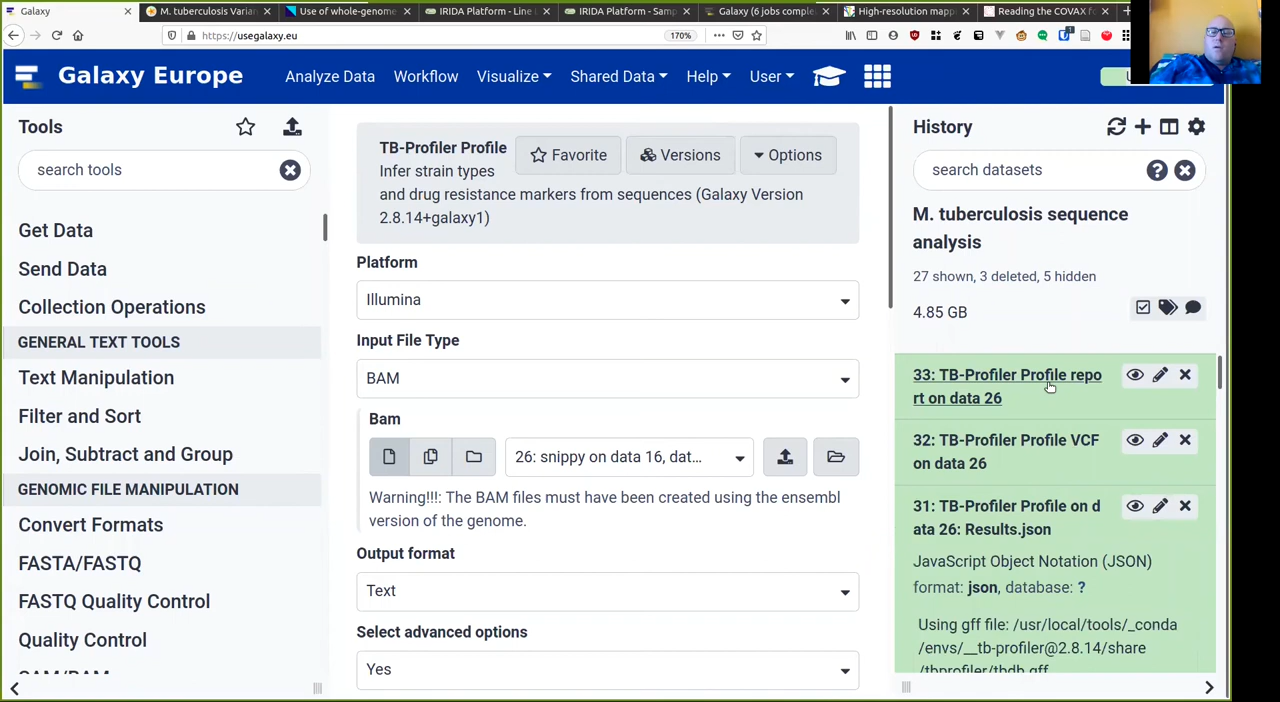 Galaxy
M. tuberculosis Varian
Use of whole-genome
IRIDA Platform - Line L
IRIDA Platform - Samp
Galaxy (6 jobs comple
High-resolution mapp
Reading the COVAX fo
https://usegalaxy.eu
170%
Galaxy Europe
Analyze Data
Workflow
Visualize
Shared Data
Help
User
Tools
search tools
Get Data
Send Data
Collection Operations
GENERAL TEXT TOOLS
Text Manipulation
Filter and Sort
Join, Subtract and Group
GENOMIC FILE MANIPULATION
Convert Formats
FASTA/FASTQ
FASTQ Quality Control
Quality Control
SAM/BAM
TB-Profiler Profile
Infer strain types
and drug resistance markers from sequences (Galaxy Version
2.8.14+galaxy1)
Favorite
Versions
Options
Platform
Illumina
Input File Type
BAM
Bam
26: snippy on data 16, dat...
Warning!!!: The BAM files must have been created using the ensembl
version of the genome.
Output format
Text
Select advanced options
Yes
History
search datasets
M. tuberculosis sequence
analysis
27 shown, 3 deleted, 5 hidden
4.85 GB
33: TB-Profiler Profile repo
rt on data 26
32: TB-Profiler Profile VCF
on data 26
31: TB-Profiler Profile on d
ata 26: Results.json
JavaScript Object Notation (JSON)
format: json, database: ?
Using gff file: /usr/local/tools/_conda
/envs/__tb-profiler@2.8.14/share
/tbprofiler/tbdb.gff